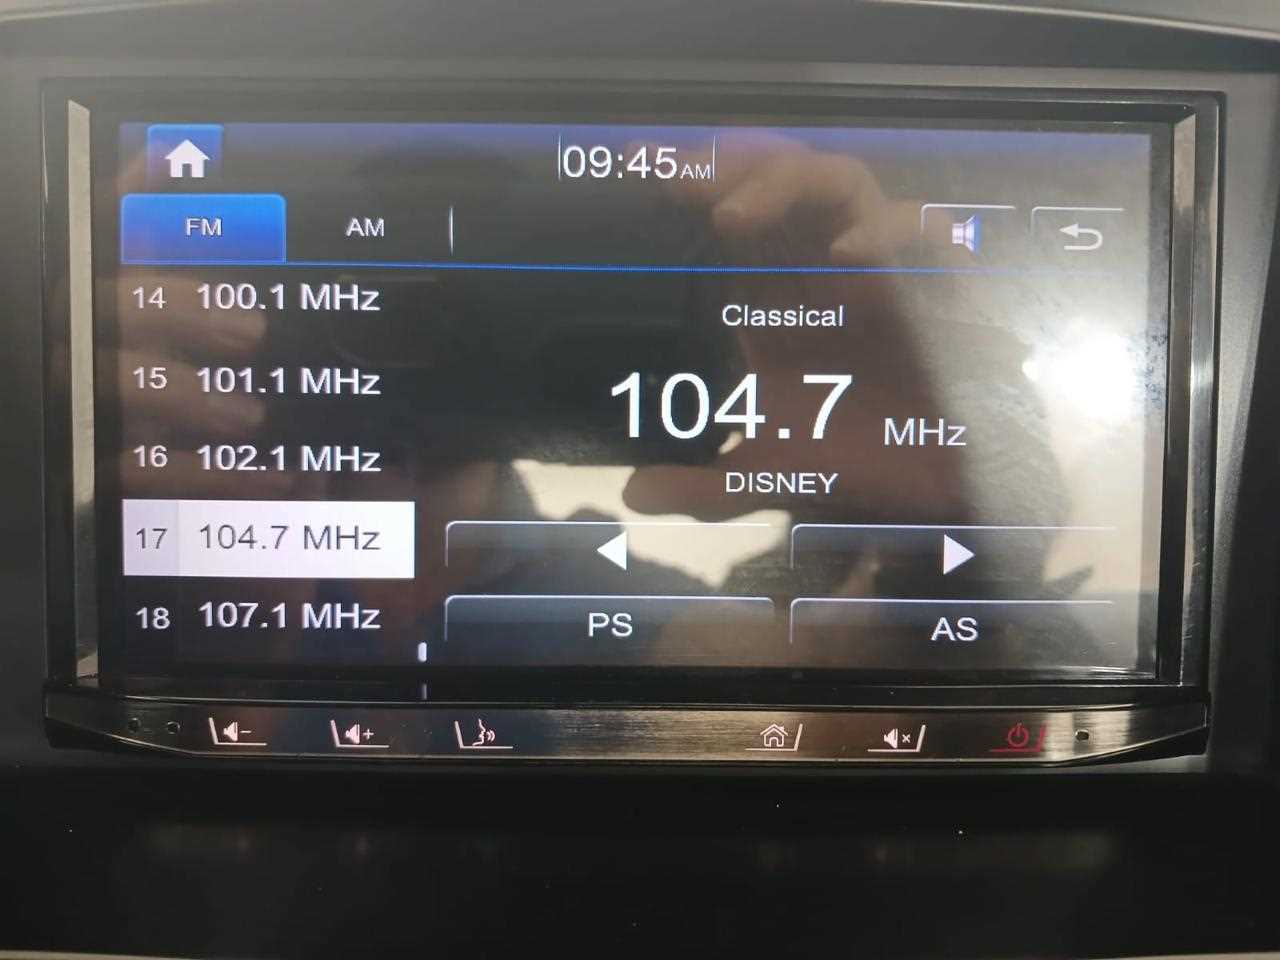 09:45AM
FM
AM
14 100.1 MHz
15 101.1 MHz
16 102.1 MHz
17 104.7 MHz
18 107.1 MHz
Classical
104.7 MHz
DISNEY
PS
AS